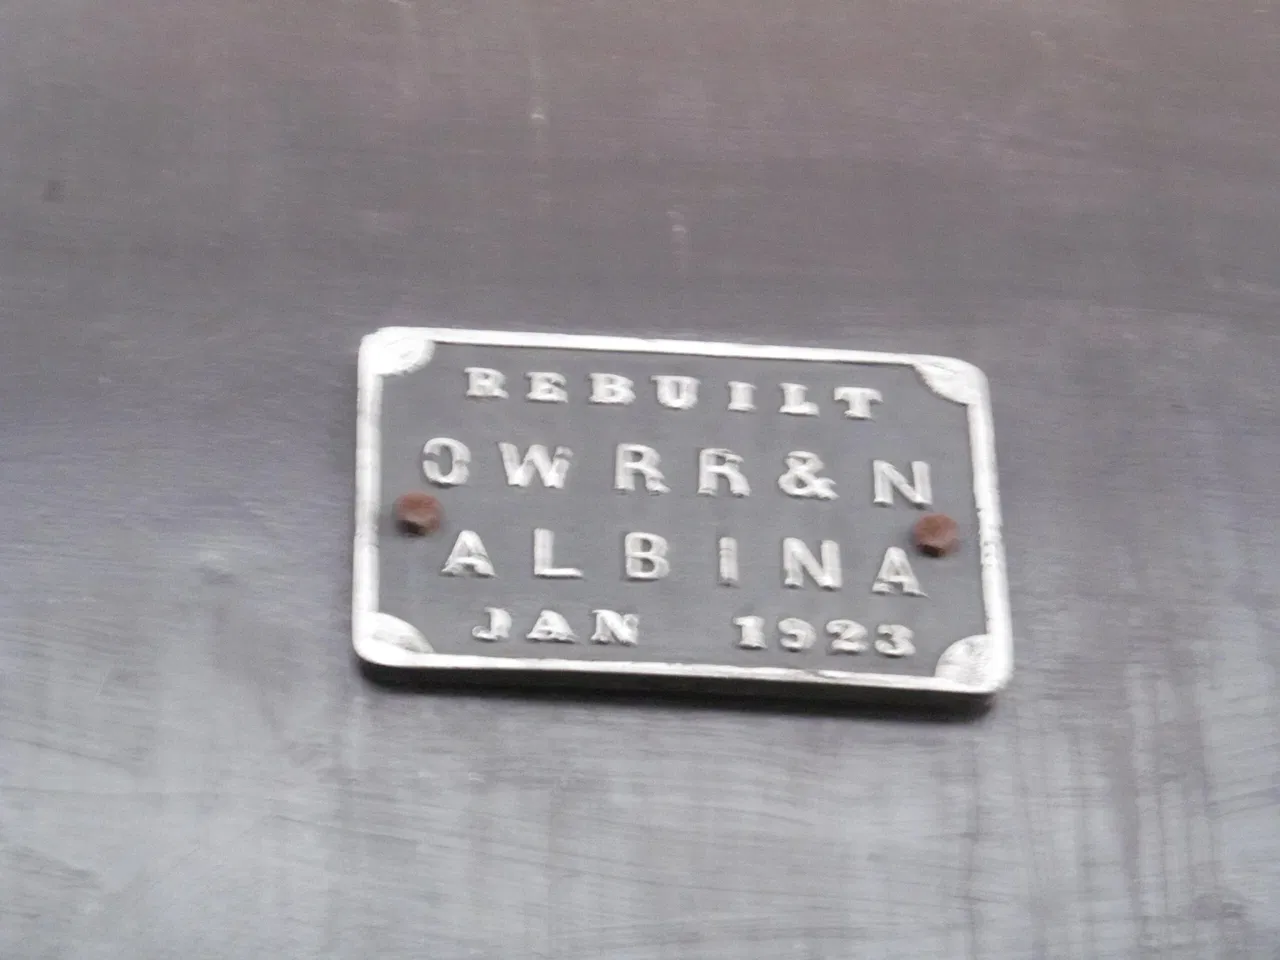 REBUILT
OWRR&N
ALBINA
JAN 1923